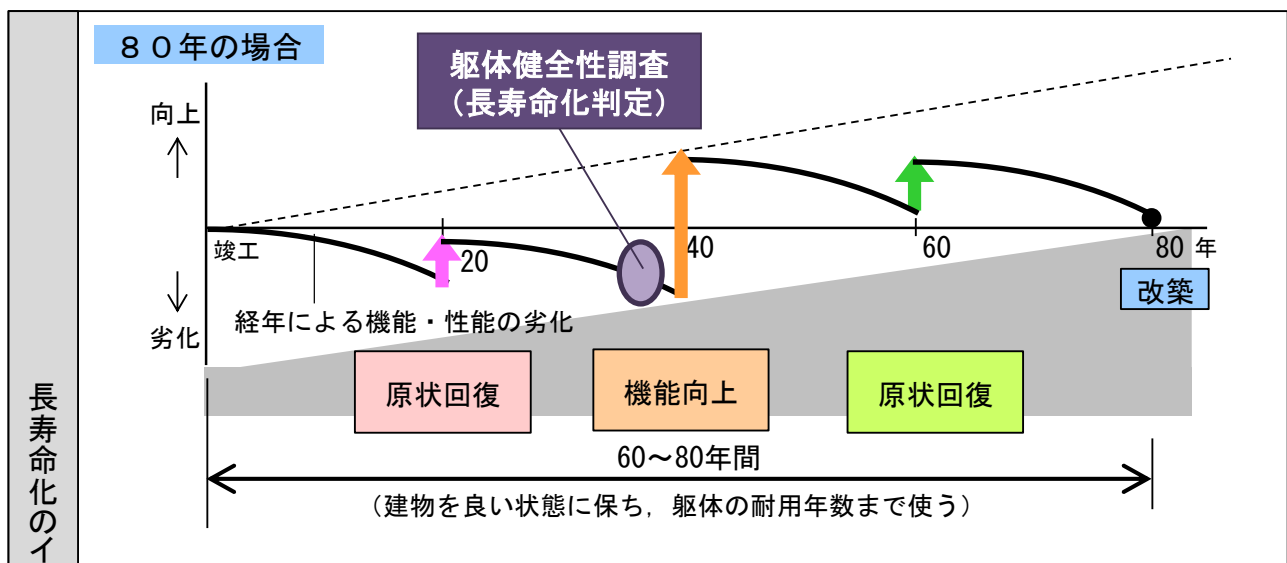 ８０年の場合
躯体健全性調査
（長寿命化判定）
向上
↑
竣工
20
40
60
80 年
↓
劣化
経年による機能・性能の劣化
改築
原状回復
機能向上
原状回復
60～80年間
（建物を良い状態に保ち，躯体の耐用年数まで使う）
長寿命化のイ